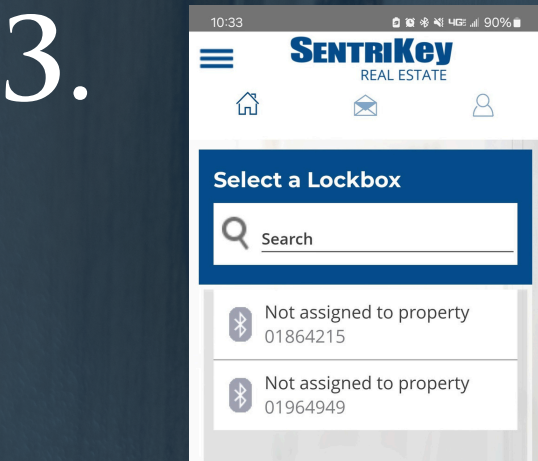 3.
10:33
4GE 90%
SENTRIKEY
REAL ESTATE
Select a Lockbox
Search
Not assigned to property
01864215
Not assigned to property
01964949